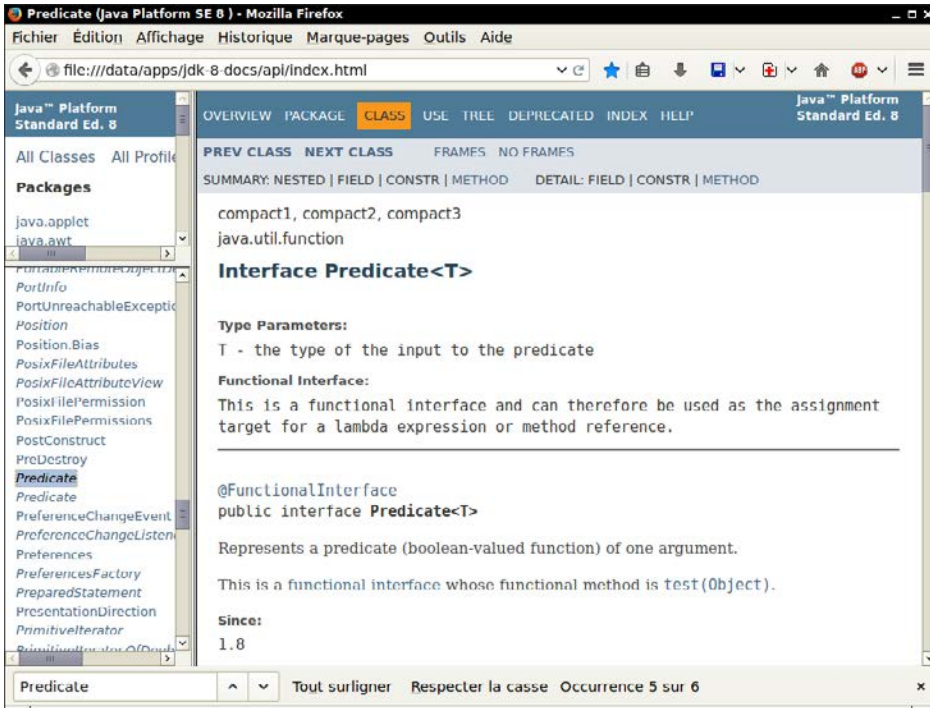 Predicate (Java Platform SE 8 ) - Mozilla Firefox
Fichier Édition Affichage Historique Marque-pages Outils Aide
file:///data/apps/jdk-8-docs/api/index.html
Java™ Platform
Standard Ed. 8
All Classes All Profile
Packages
java.applet
java.awt
PortableRemoteObjectDe
PortInfo
PortUnreachableExceptio
Position
Position.Bias
PosixFileAttributes
PosixFileAttributeView
PosixFilePermission
PosixFilePermissions
PostConstruct
PreDestroy
Predicate
Predicate
PreferenceChangeEvent
PreferenceChangeListen
Preferences
PreferencesFactory
PreparedStatement
PresentationDirection
PrimitiveIterator
PrimitiveIterator.OfDoubl
OVERVIEW PACKAGE CLASS USE TREE DEPRECATED INDEX HELP
Java™ Platform
Standard Ed. 8
PREV CLASS NEXT CLASS FRAMES NO FRAMES
SUMMARY: NESTED | FIELD | CONSTR | METHOD DETAIL: FIELD | CONSTR | METHOD
compact1, compact2, compact3
java.util.function
Interface Predicate<T>
Type Parameters:
T - the type of the input to the predicate
Functional Interface:
This is a functional interface and can therefore be used as the assignment
target for a lambda expression or method reference.
@FunctionalInterface
public interface Predicate<T>
Represents a predicate (boolean-valued function) of one argument.
This is a functional interface whose functional method is test(Object).
Since:
1.8
Predicate Tout surligner Respecter la casse Occurrence 5 sur 6